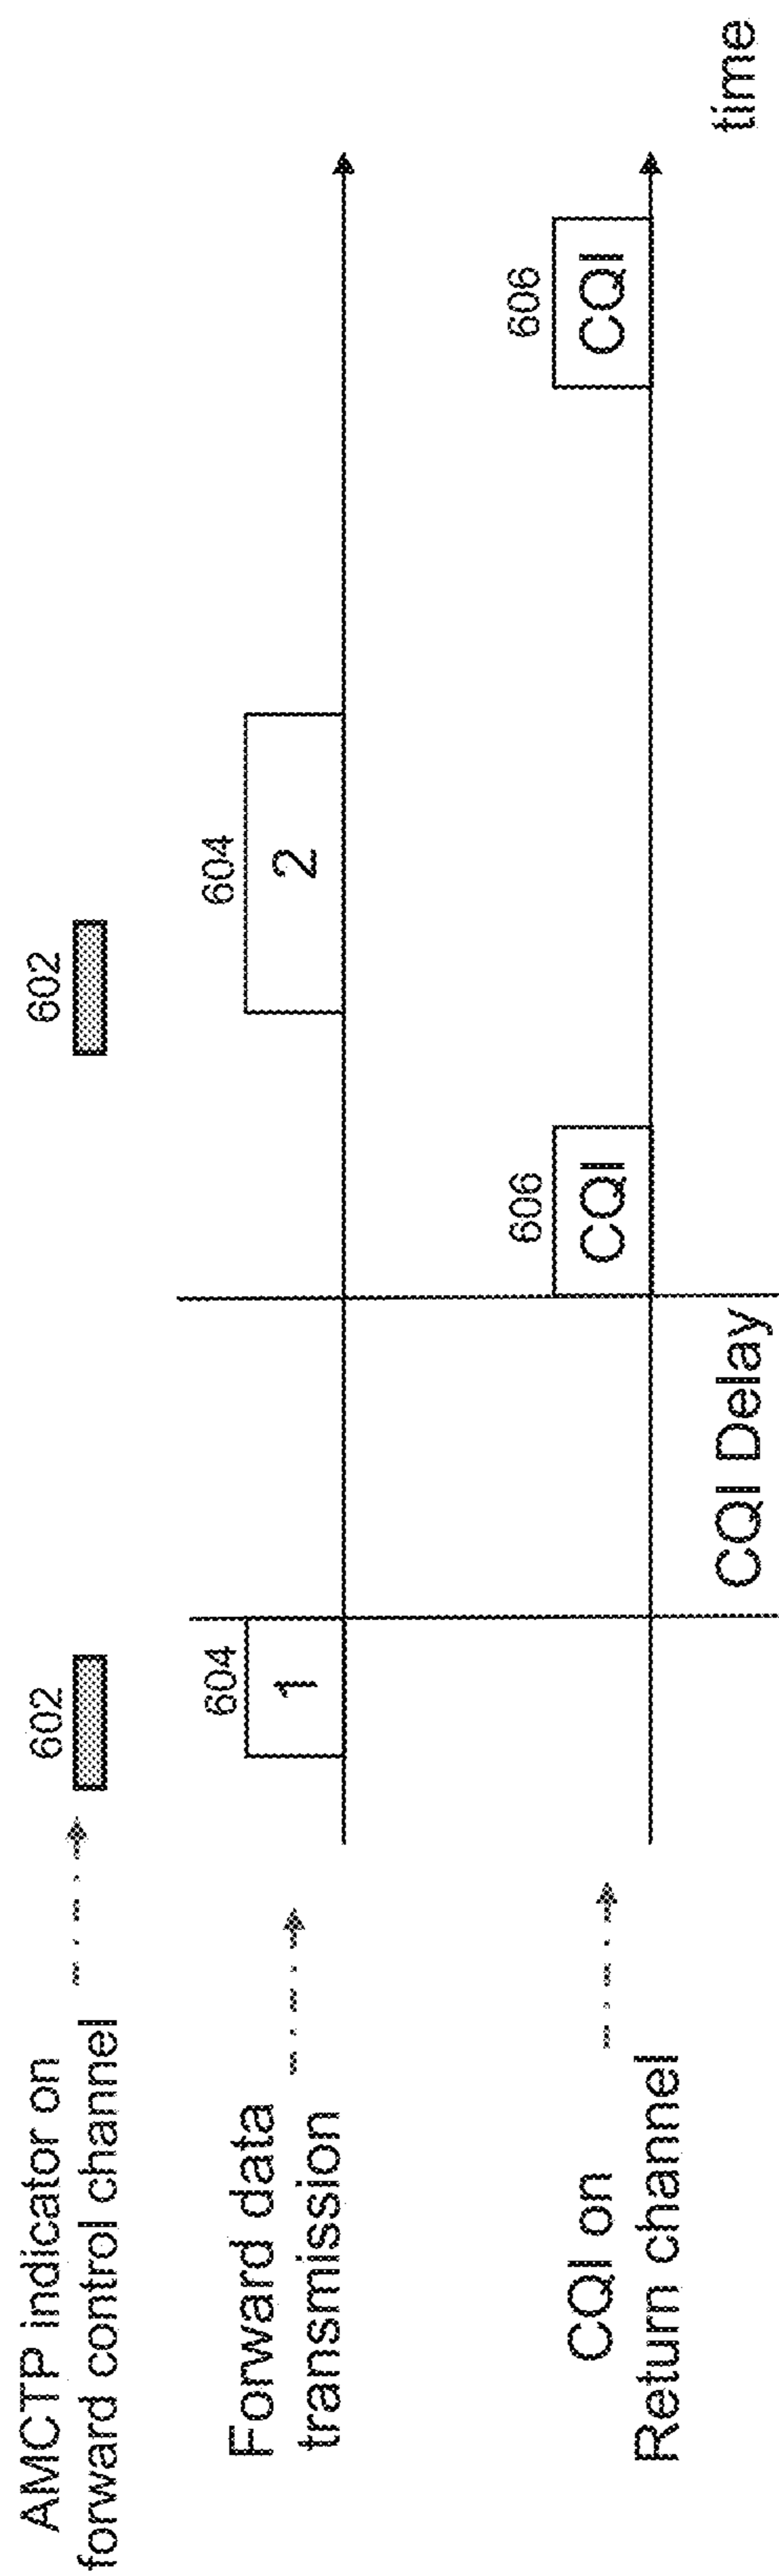 AMCTP indicator on
forward control channel
602
602
Forward data
transmission
604
1
604
2
CQI on
Return channel
606
CQI
606
CQI
CQI Delay
time